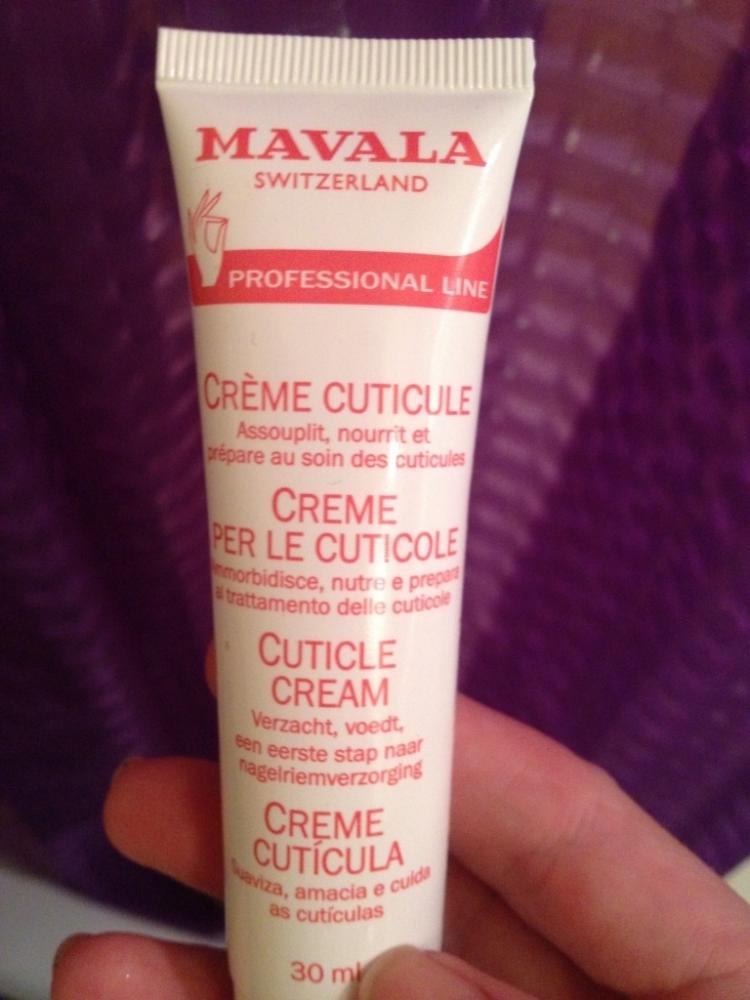 MAVALA
SWITZERLAND
PROFESSIONAL LINE
CRÈME CUTICULE
Assouplit, nourrit et
prépare au soin des cuticules
CREME
PER LE CUTICOLE
Ammorbidisce, nutre e prepara
al trattamento delle cuticole
CUTICLE
CREAM
Verzacht, voedt,
een eerste stap naar
nagelriemverzorging
CREME
CUTÍCULA
Suaviza, amacia e cuida
as cutículas
30 ml